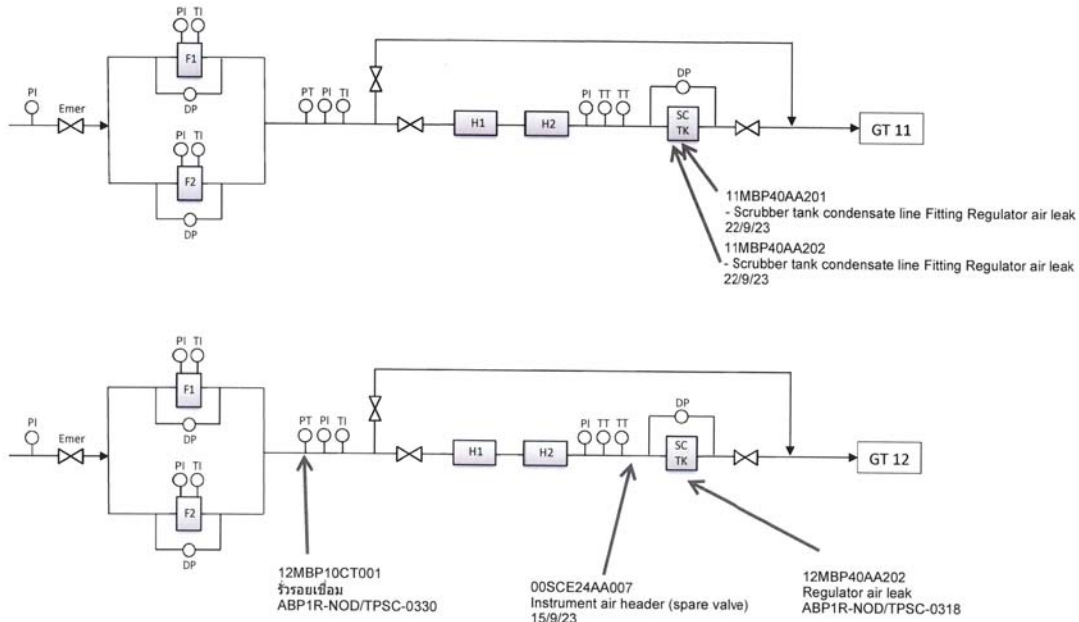 PI TI
F1
DP
PI
Emer
PI TI
F2
DP
PT PI TI
H1
H2
PI TT TT
DP
SC
TK
GT 11
11MBP40AA201
- Scrubber tank condensate line Fitting Regulator air leak
22/9/23
11MBP40AA202
- Scrubber tank condensate line Fitting Regulator air leak
22/9/23
PI TI
F1
DP
PI
Emer
PI TI
F2
DP
PT PI TI
H1
H2
PI TT TT
DP
SC
TK
GT 12
12MBP10CT001
รั่วรอยเชื่อม
ABP1R-NOD/TPSC-0330
00SCE24AA007
Instrument air header (spare valve)
15/9/23
12MBP40AA202
Regulator air leak
ABP1R-NOD/TPSC-0318